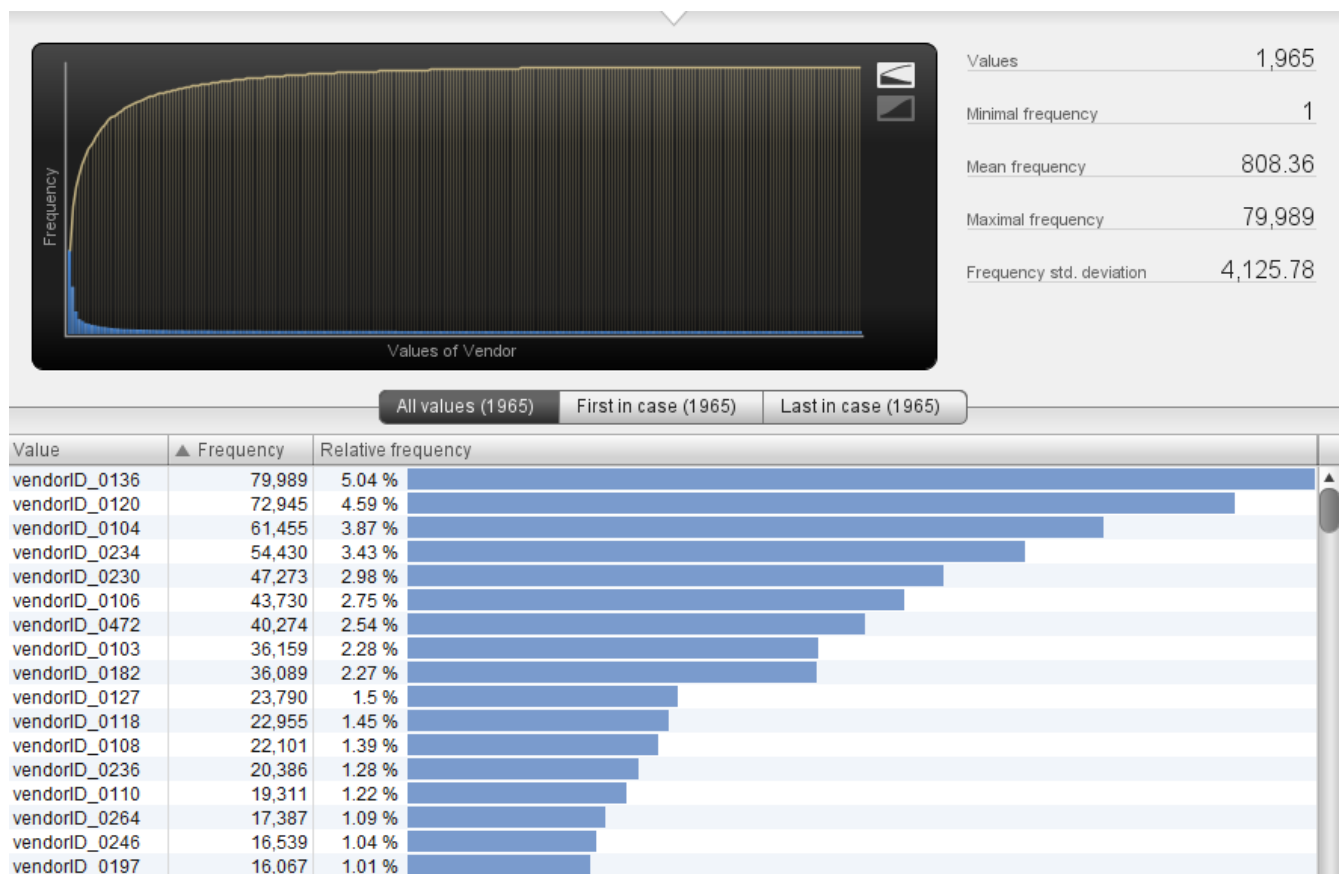 Values 1,965
Minimal frequency 1
Mean frequency 808.36
Maximal frequency 79,989
Frequency std. deviation 4,125.78
Frequency
Values of Vendor
All values (1965) First in case (1965) Last in case (1965)
Value Frequency Relative frequency
vendorID_0136 79,989 5.04 %
vendorID_0120 72,945 4.59 %
vendorID_0104 61,455 3.87 %
vendorID_0234 54,430 3.43 %
vendorID_0230 47,273 2.98 %
vendorID_0106 43,730 2.75 %
vendorID_0472 40,274 2.54 %
vendorID_0103 36,159 2.28 %
vendorID_0182 36,089 2.27 %
vendorID_0127 23,790 1.5 %
vendorID_0118 22,955 1.45 %
vendorID_0108 22,101 1.39 %
vendorID_0236 20,386 1.28 %
vendorID_0110 19,311 1.22 %
vendorID_0264 17,387 1.09 %
vendorID_0246 16,539 1.04 %
vendorID_0197 16,067 1.01 %